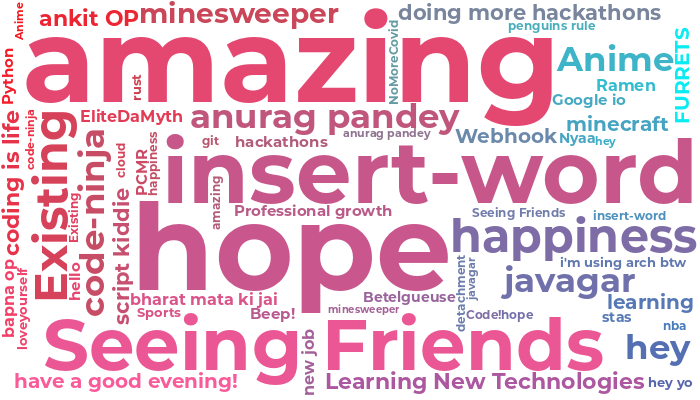 Anime
ankit OP
minesweeper
doing more hackathons
penguins rule
amazing
NoMoreCovid
Anime
FURRETS
Python
rust
Ramen
Google io
EliteDaMyth
anurag pandey
minecraft
code-ninja
coding is life
Existing
code-ninja
cloud
PCMR
happiness
git
hackathons
anurag pandey
Webhook
Nyaa
hey
insert-word
amazing
hope
Professional growth
Seeing Friends
insert-word
Existing
hello
script kiddie
happiness
i'm using arch btw
bapna op
loveyourself
detachment
javagar
javagar
bharat mata ki jai
Betelgueuse
learning
Sports
Beep!
minesweeper
Code!hope
stas
nba
Seeing Friends
hey
new job
have a good evening!
Learning New Technologies
hey yo